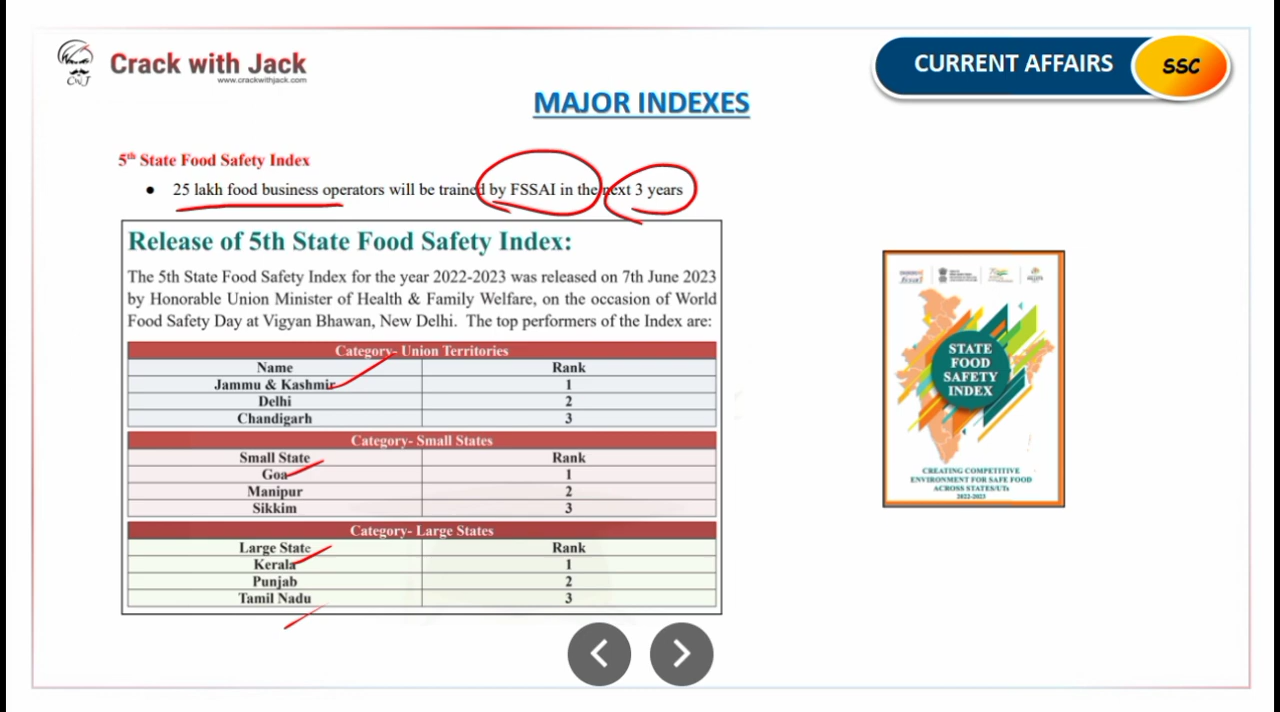 Crack with Jack
www.crackwithjack.com
CWJ
CURRENT AFFAIRS
SSC
MAJOR INDEXES
5th State Food Safety Index
● 25 lakh food business operators will be trained by FSSAI in the next 3 years
Release of 5th State Food Safety Index:
The 5th State Food Safety Index for the year 2022-2023 was released on 7th June 2023
by Honorable Union Minister of Health & Family Welfare, on the occasion of World
Food Safety Day at Vigyan Bhawan, New Delhi. The top performers of the Index are:
Category- Union Territories
Name Rank
Jammu & Kashmir 1
Delhi 2
Chandigarh 3
Category- Small States
Small State Rank
Goa 1
Manipur 2
Sikkim 3
Category- Large States
Large State Rank
Kerala 1
Punjab 2
Tamil Nadu 3
STATE
FOOD
SAFETY
INDEX
CREATING COMPETITIVE
ENVIRONMENT FOR SAFE FOOD
ACROSS STATES/UTs
2022-2023